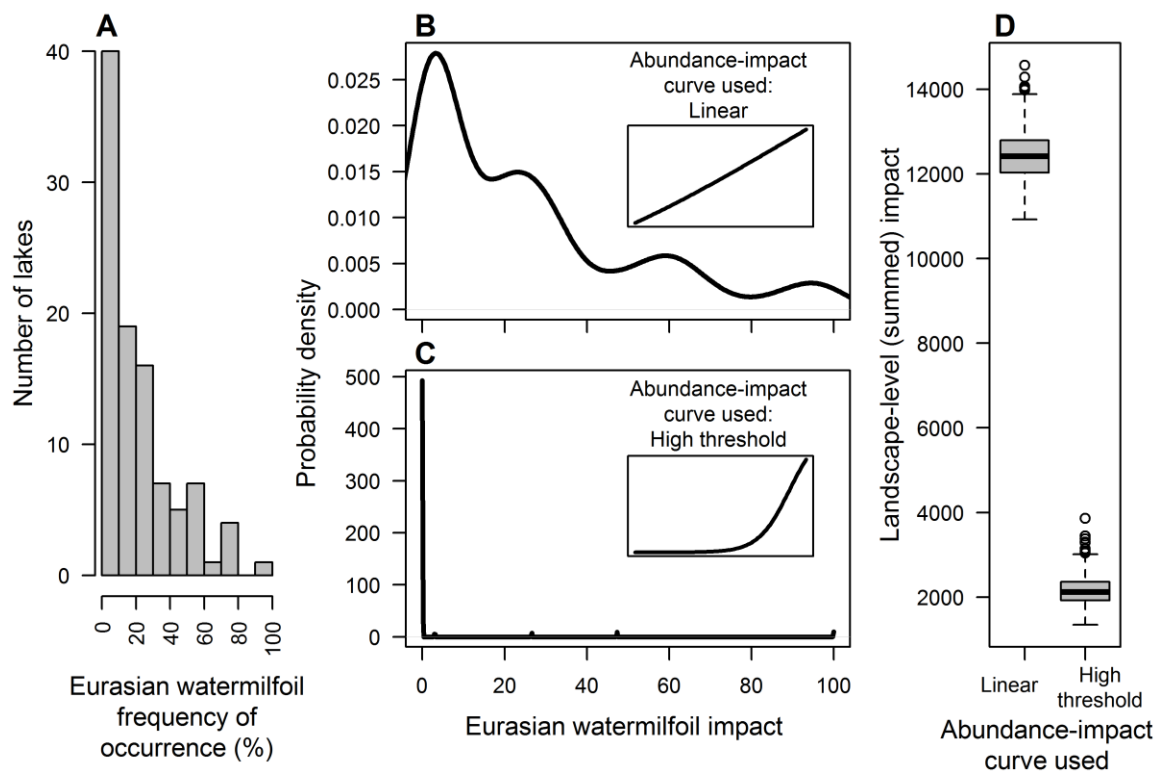 A
40
30
20
10
0
Number of lakes
0
20
40
60
80
100
Eurasian watermilfoil
frequency of
occurrence (%)
B
0.025
0.020
0.015
0.010
0.005
0.000
Abundance-impact
curve used:
Linear
Probability density
C
500
400
300
200
100
0
Abundance-impact
curve used:
High threshold
0
20
40
60
80
100
Eurasian watermilfoil impact
D
14000
12000
10000
8000
6000
4000
2000
Landscape-level (summed) impact
Linear
High
threshold
Abundance-impact
curve used